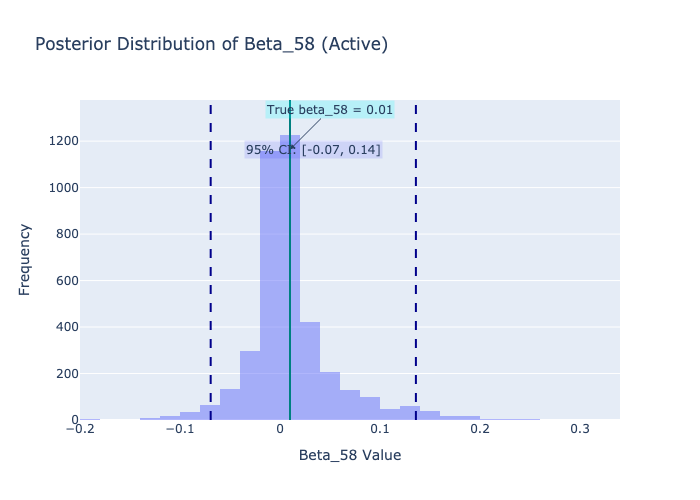 Posterior Distribution of Beta_58 (Active)
True beta_58 = 0.01
95% CI: [-0.07, 0.14]
1200
1000
800
600
400
200
0
−0.2
−0.1
0
0.1
0.2
0.3
Frequency
Beta_58 Value